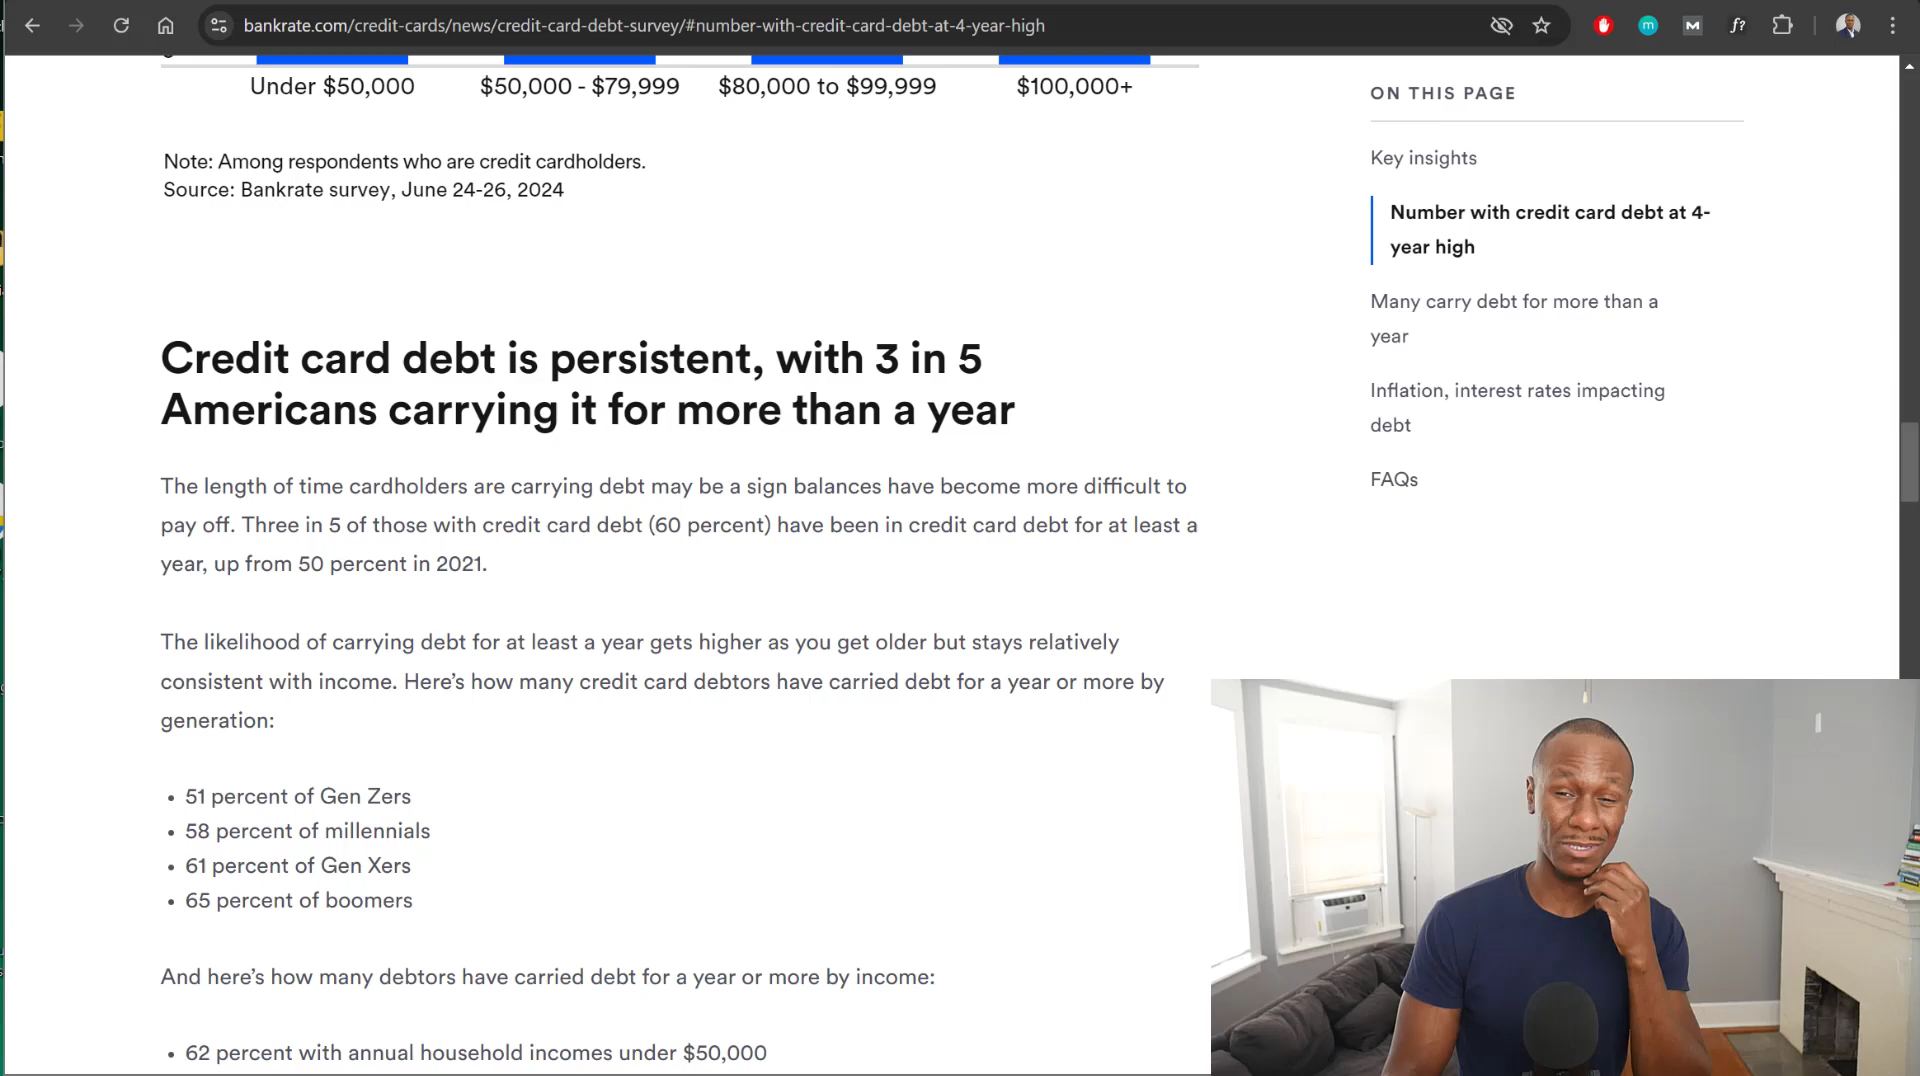 bankrate.com/credit-cards/news/credit-card-debt-survey/#number-with-credit-card-debt-at-4-year-high
Under $50,000
$50,000 - $79,999
$80,000 to $99,999
$100,000+
Note: Among respondents who are credit cardholders.
Source: Bankrate survey, June 24-26, 2024
Credit card debt is persistent, with 3 in 5
Americans carrying it for more than a year
The length of time cardholders are carrying debt may be a sign balances have become more difficult to
pay off. Three in 5 of those with credit card debt (60 percent) have been in credit card debt for at least a
year, up from 50 percent in 2021.
The likelihood of carrying debt for at least a year gets higher as you get older but stays relatively
consistent with income. Here’s how many credit card debtors have carried debt for a year or more by
generation:
• 51 percent of Gen Zers
• 58 percent of millennials
• 61 percent of Gen Xers
• 65 percent of boomers
And here’s how many debtors have carried debt for a year or more by income:
• 62 percent with annual household incomes under $50,000
ON THIS PAGE
Key insights
Number with credit card debt at 4-
year high
Many carry debt for more than a
year
Inflation, interest rates impacting
debt
FAQs